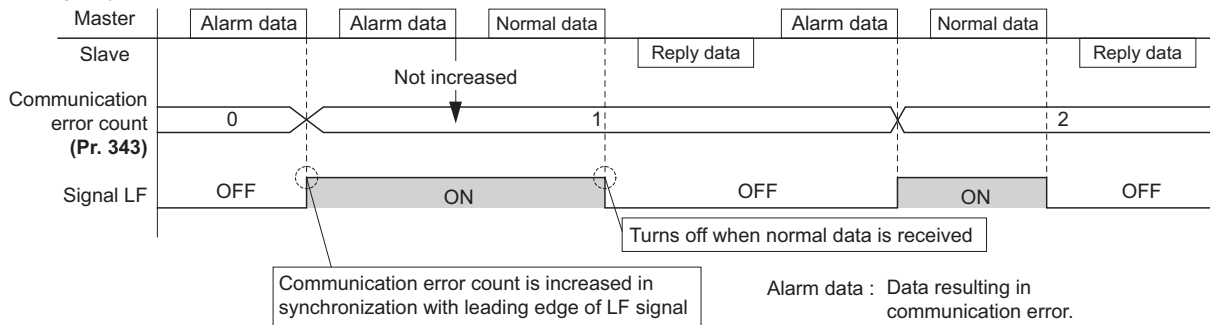 Master
Alarm data
Alarm data
Normal data
Alarm data
Normal data
Slave
Reply data
Reply data
Not increased
Communication
error count
(Pr. 343)
0
1
2
Signal LF
OFF
ON
OFF
ON
OFF
Turns off when normal data is received
Communication error count is increased in
synchronization with leading edge of LF signal
Alarm data : Data resulting in
communication error.